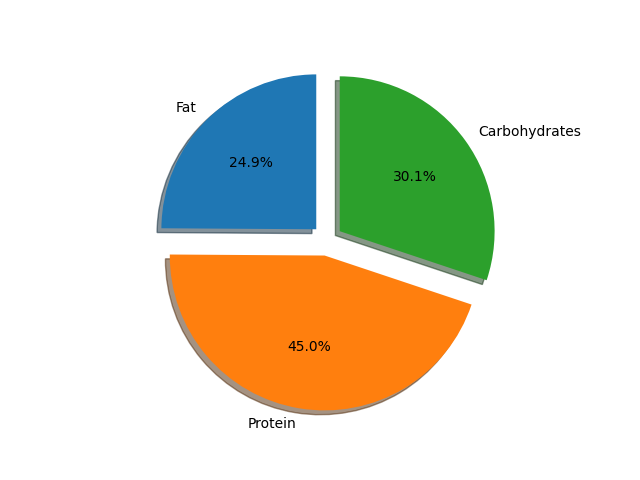 Fat
Carbohydrates
24.9%
30.1%
45.0%
Protein